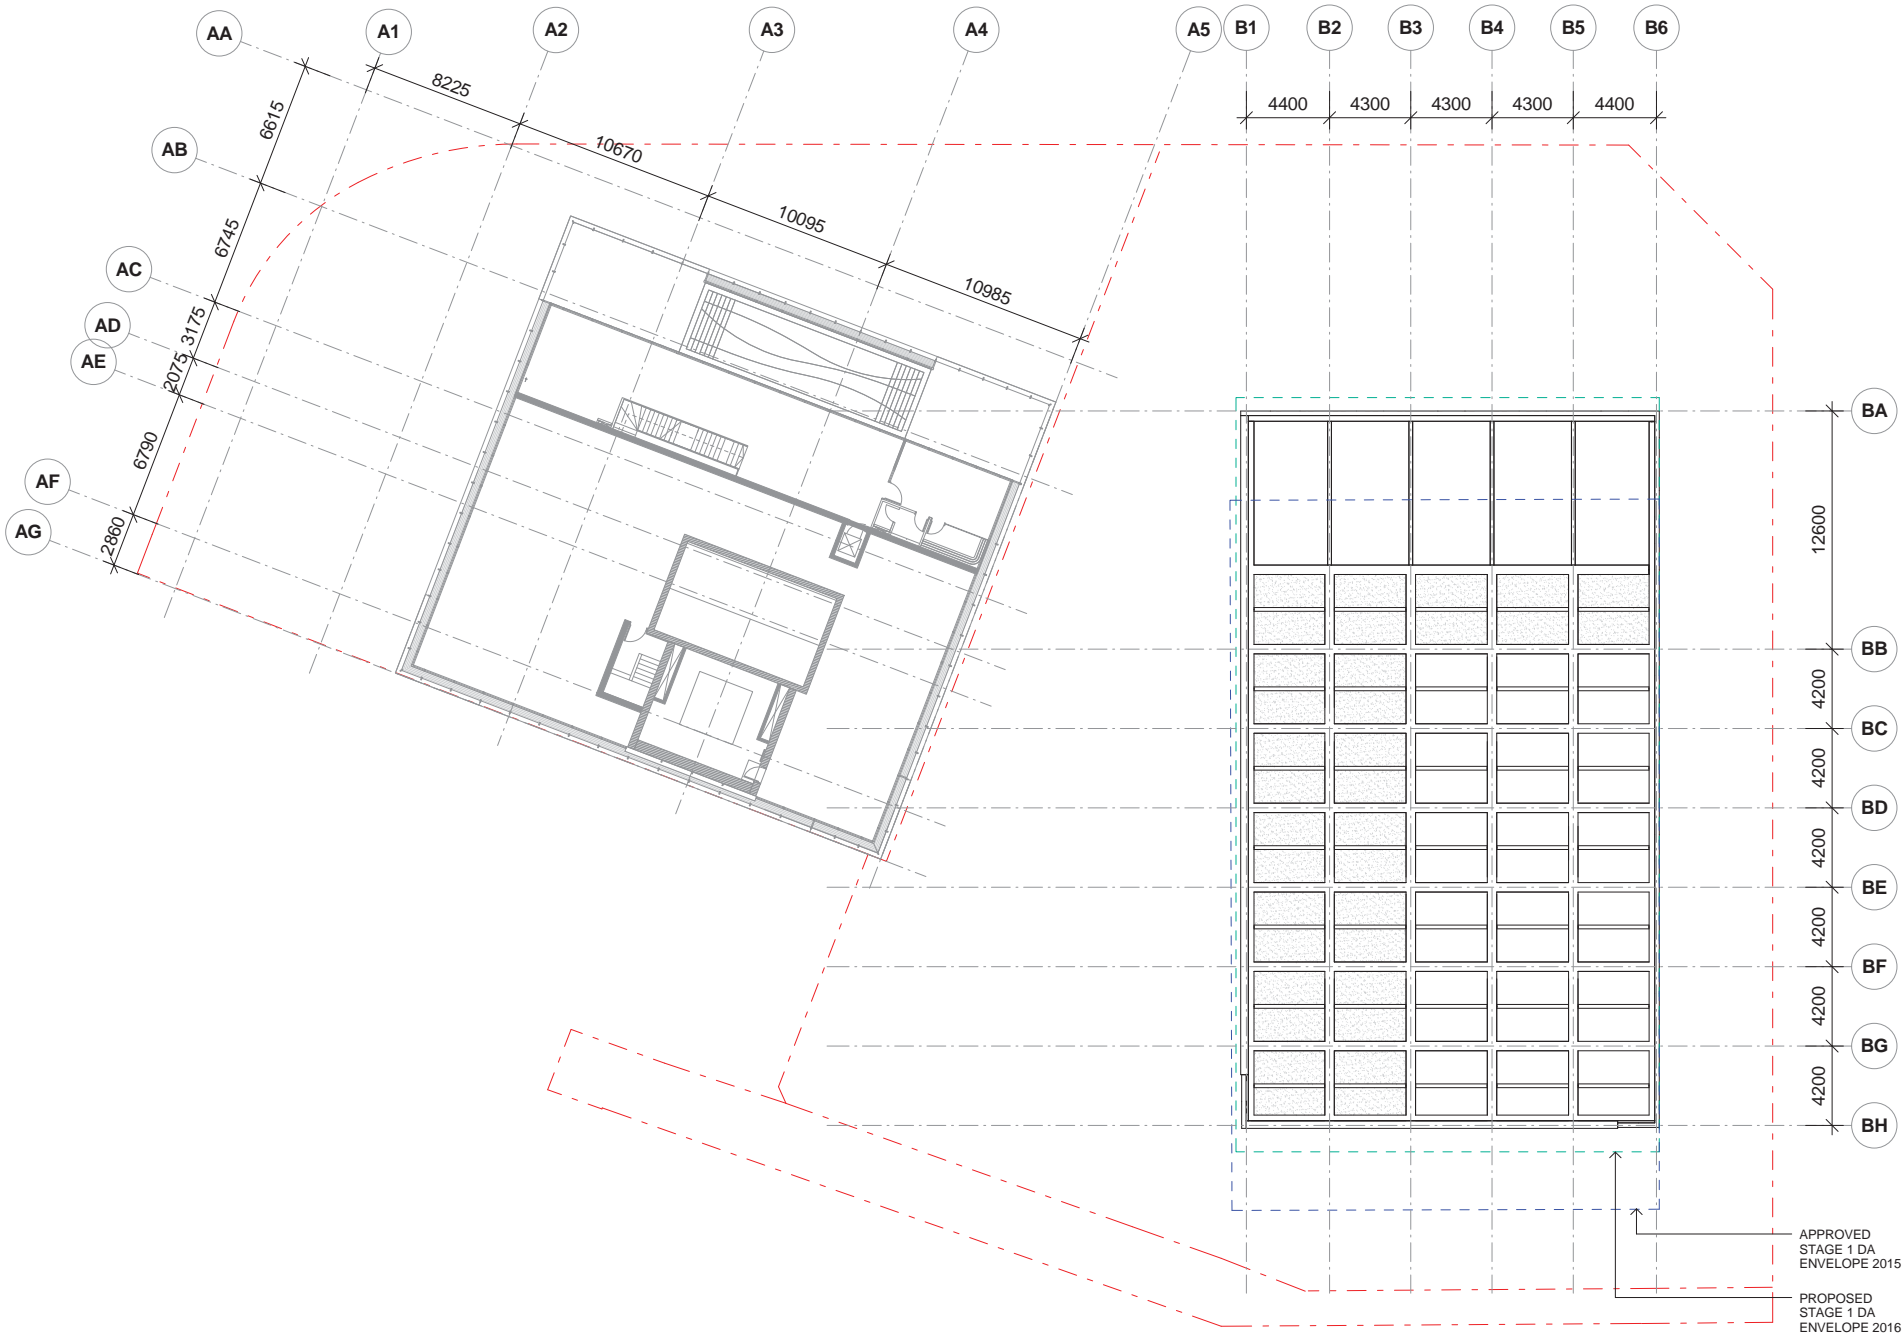 AA
A1
A2
A3
A4
A5
B1
B2
B3
B4
B5
B6
8225
10670
10095
10985
4400
4300
4300
4300
4400
6615
AB
6745
AC
3175
AD
2075
AE
6790
AF
2860
AG
BA
12600
BB
4200
BC
4200
BD
4200
BE
4200
BF
4200
BG
4200
BH
APPROVED
STAGE 1 DA
ENVELOPE 2015
PROPOSED
STAGE 1 DA
ENVELOPE 2016